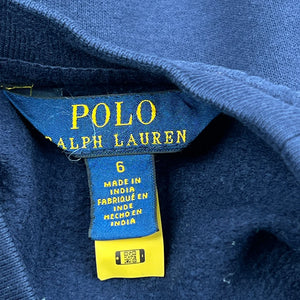 POLO
RALPH LAUREN
6
MADE IN
INDIA
FABRIQUÉ EN
INDE
HECHO EN
INDIA